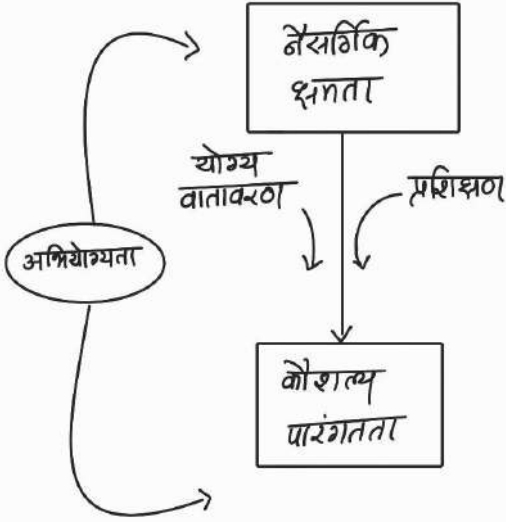 नैसर्गिक
क्षमता
योग्य
वातावरण
प्रशिक्षण
अभियोग्यता
कौशल्य
पारंगतता